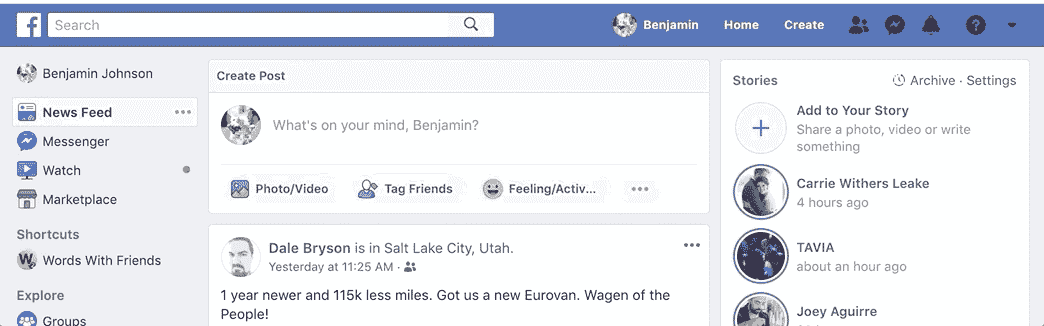 f
Search
Benjamin
Home
Create
?
Benjamin Johnson
News Feed
Messenger
Watch
Marketplace
Shortcuts
W Words With Friends
Explore
Groups
Create Post
What's on your mind, Benjamin?
Photo/Video
Tag Friends
Feeling/Activ...
Dale Bryson is in Salt Lake City, Utah.
Yesterday at 11:25 AM ·
1 year newer and 115k less miles. Got us a new Eurovan. Wagen of the
People!
Stories
Archive · Settings
Add to Your Story
Share a photo, video or write
something
Carrie Withers Leake
4 hours ago
TAVIA
about an hour ago
Joey Aguirre